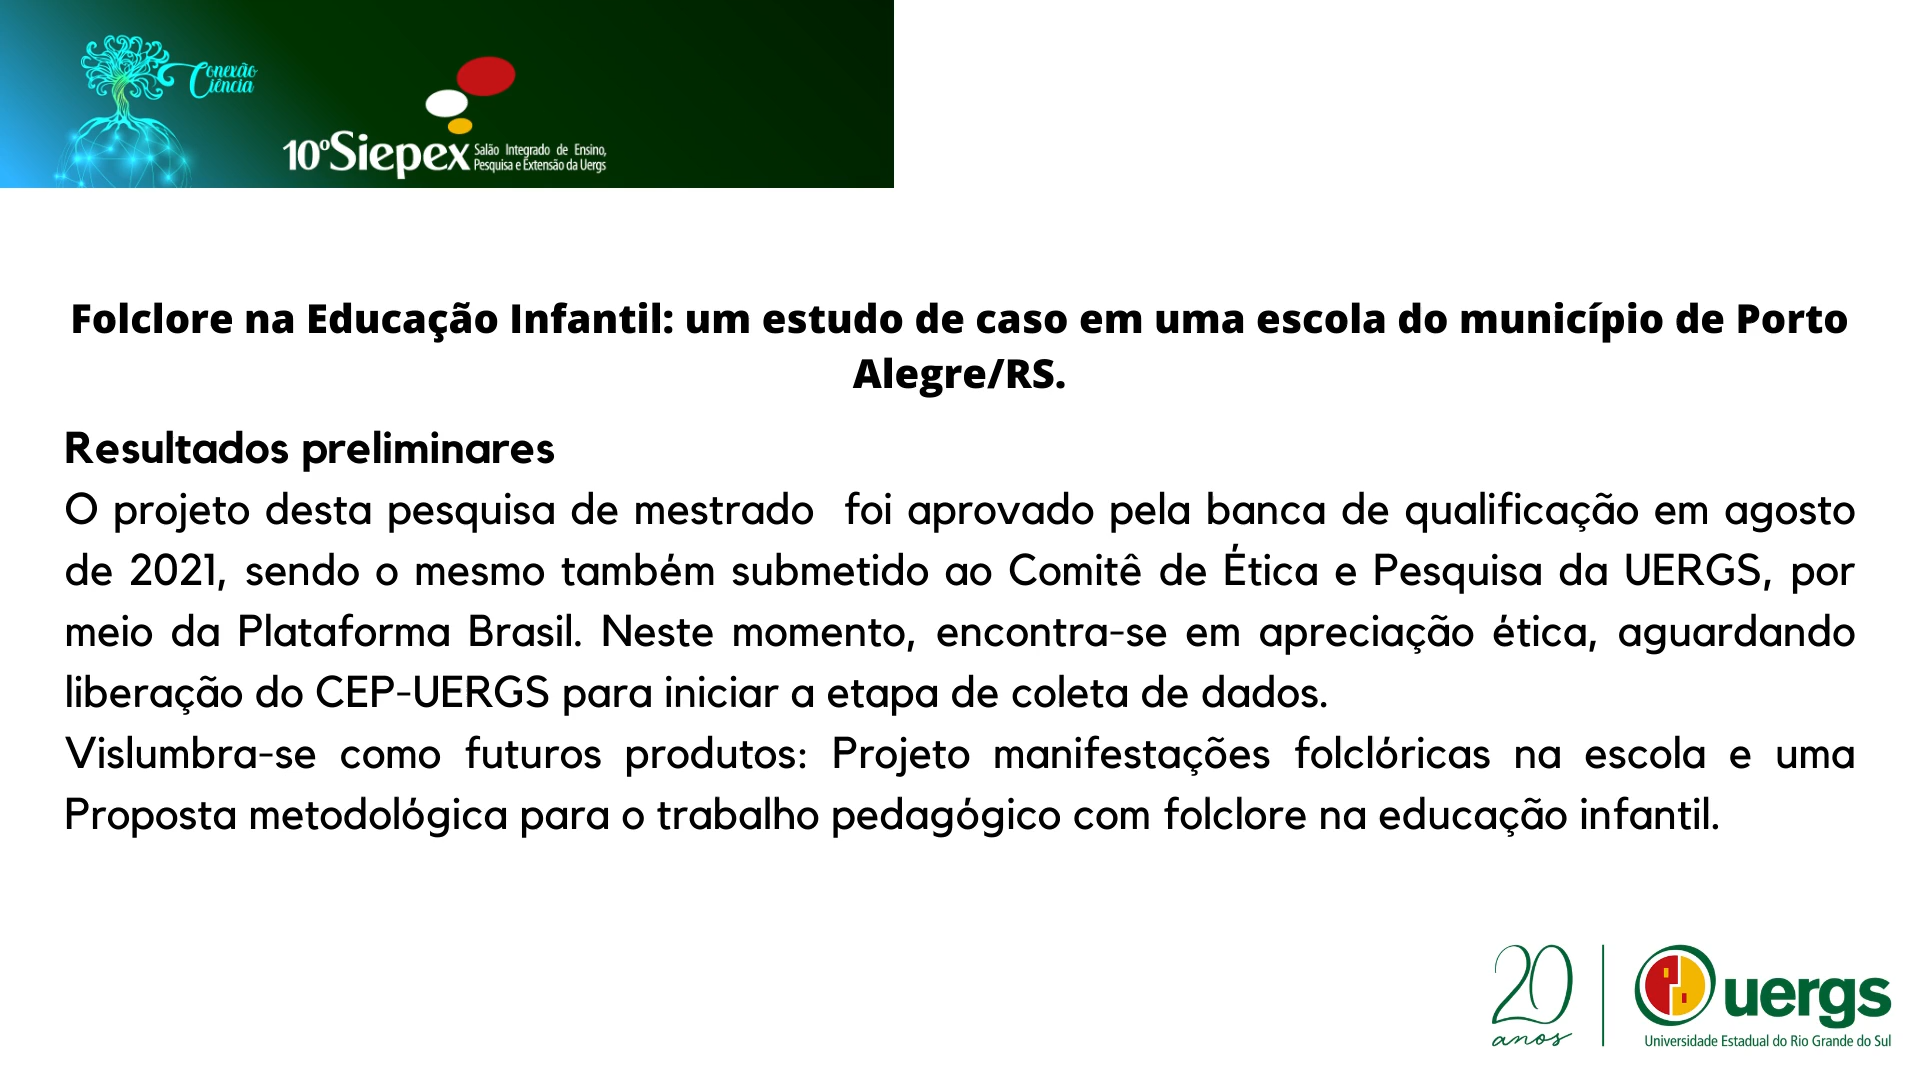 Conexão
Ciência
10ºSiepex
Salão Integrado de Ensino,
Pesquisa e Extensão da Uergs
Folclore na Educação Infantil: um estudo de caso em uma escola do município de Porto
Alegre/RS.
Resultados preliminares
O projeto desta pesquisa de mestrado  foi aprovado pela banca de qualificação em agosto
de 2021, sendo o mesmo também submetido ao Comitê de Ética e Pesquisa da UERGS, por
meio da Plataforma Brasil. Neste momento, encontra-se em apreciação ética, aguardando
liberação do CEP-UERGS para iniciar a etapa de coleta de dados.
Vislumbra-se como futuros produtos: Projeto manifestações folclóricas na escola e uma
Proposta metodológica para o trabalho pedagógico com folclore na educação infantil.
20
anos
uergs
Universidade Estadual do Rio Grande do Sul